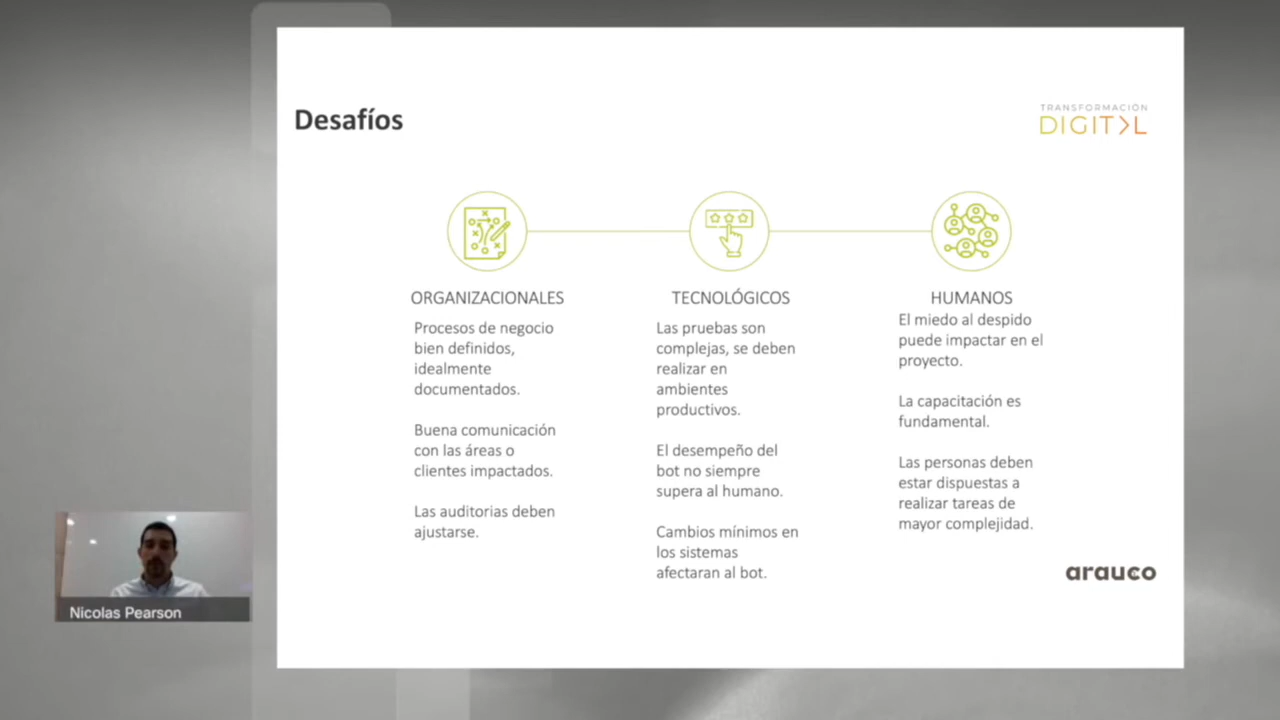 Desafíos
TRANSFORMACIÓN
DIGITAL
ORGANIZACIONALES
Procesos de negocio
bien definidos,
idealmente
documentados.
Buena comunicación
con las áreas o
clientes impactados.
Las auditorias deben
ajustarse.
TECNOLÓGICOS
Las pruebas son
complejas, se deben
realizar en
ambientes
productivos.
El desempeño del
bot no siempre
supera al humano.
Cambios mínimos en
los sistemas
afectaran al bot.
HUMANOS
El miedo al despido
puede impactar en el
proyecto.
La capacitación es
fundamental.
Las personas deben
estar dispuestas a
realizar tareas de
mayor complejidad.
arauco
Nicolas Pearson